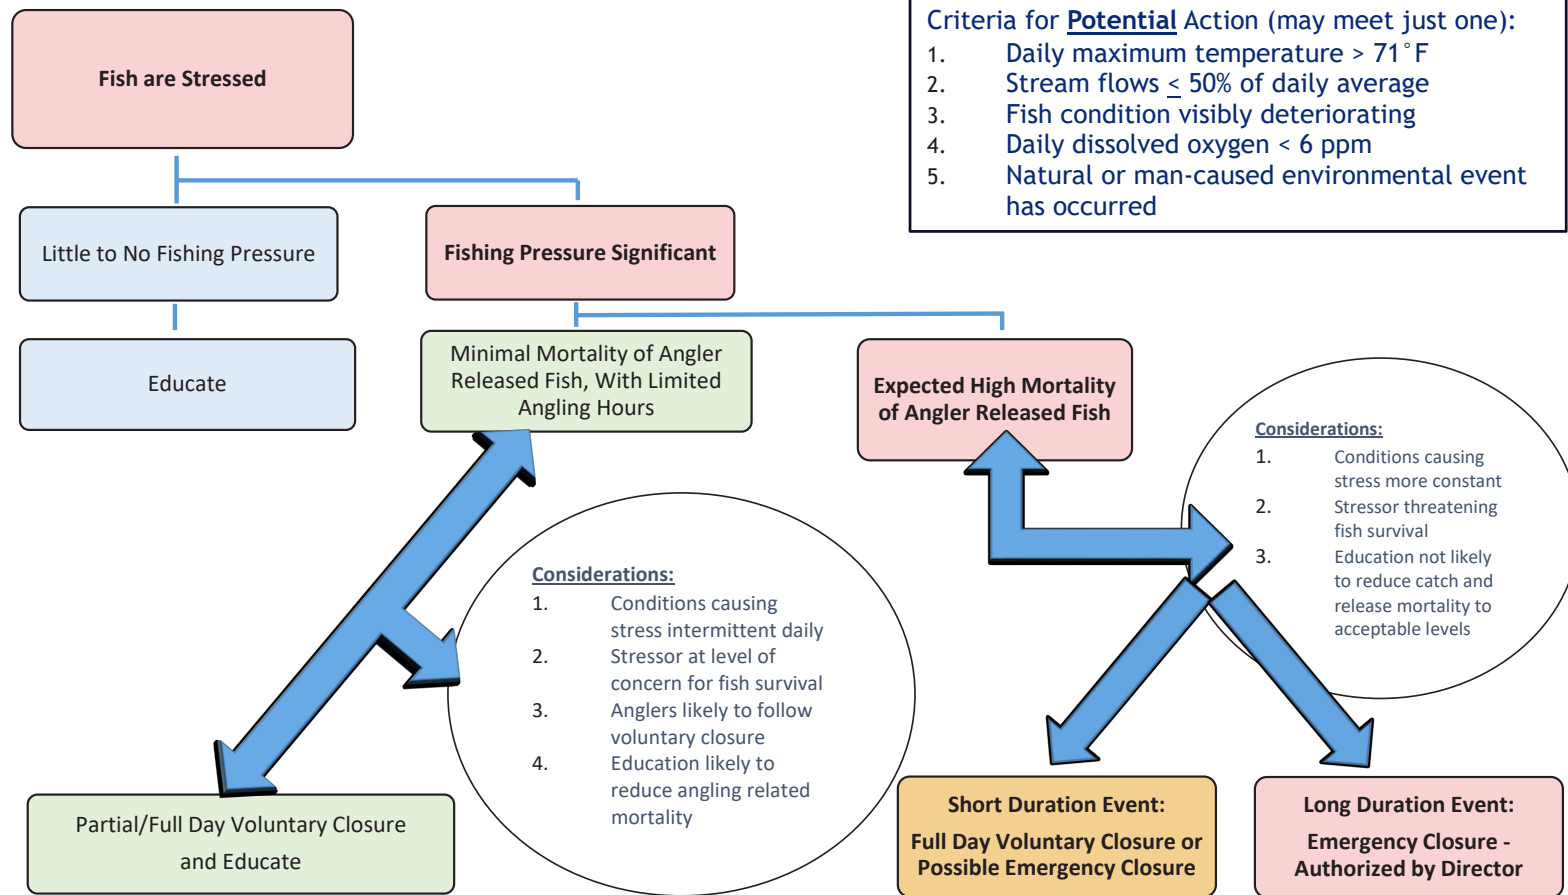 Criteria for Potential Action (may meet just one):
1. Daily maximum temperature > 71°F
2. Stream flows ≤ 50% of daily average
3. Fish condition visibly deteriorating
4. Daily dissolved oxygen < 6 ppm
5. Natural or man-caused environmental event
has occurred
Fish are Stressed
Little to No Fishing Pressure
Fishing Pressure Significant
Educate
Minimal Mortality of Angler
Released Fish, With Limited
Angling Hours
Expected High Mortality
of Angler Released Fish
Considerations:
1. Conditions causing
stress more constant
2. Stressor threatening
fish survival
3. Education not likely
to reduce catch and
release mortality to
acceptable levels
Considerations:
1. Conditions causing
stress intermittent daily
2. Stressor at level of
concern for fish survival
3. Anglers likely to follow
voluntary closure
4. Education likely to
reduce angling related
mortality
Partial/Full Day Voluntary Closure
and Educate
Short Duration Event:
Full Day Voluntary Closure or
Possible Emergency Closure
Long Duration Event:
Emergency Closure -
Authorized by Director